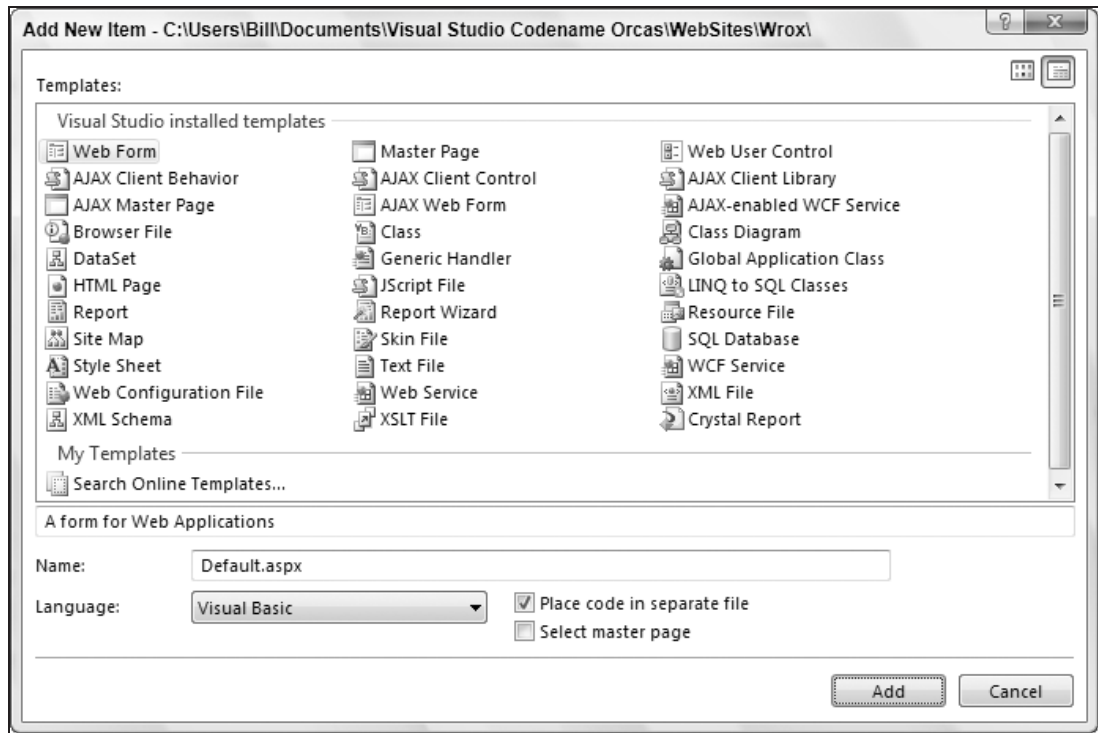 Add New Item - C:\Users\Bill\Documents\Visual Studio Codename Orcas\WebSites\Wrox\
Templates:
Visual Studio installed templates
Web Form Master Page Web User Control
AJAX Client Behavior AJAX Client Control AJAX Client Library
AJAX Master Page AJAX Web Form AJAX-enabled WCF Service
Browser File Class Class Diagram
DataSet Generic Handler Global Application Class
HTML Page JScript File LINQ to SQL Classes
Report Report Wizard Resource File
Site Map Skin File SQL Database
Style Sheet Text File WCF Service
Web Configuration File Web Service XML File
XML Schema XSLT File Crystal Report
My Templates
Search Online Templates...
A form for Web Applications
Name: Default.aspx
Language: Visual Basic Place code in separate file
Select master page
Add Cancel